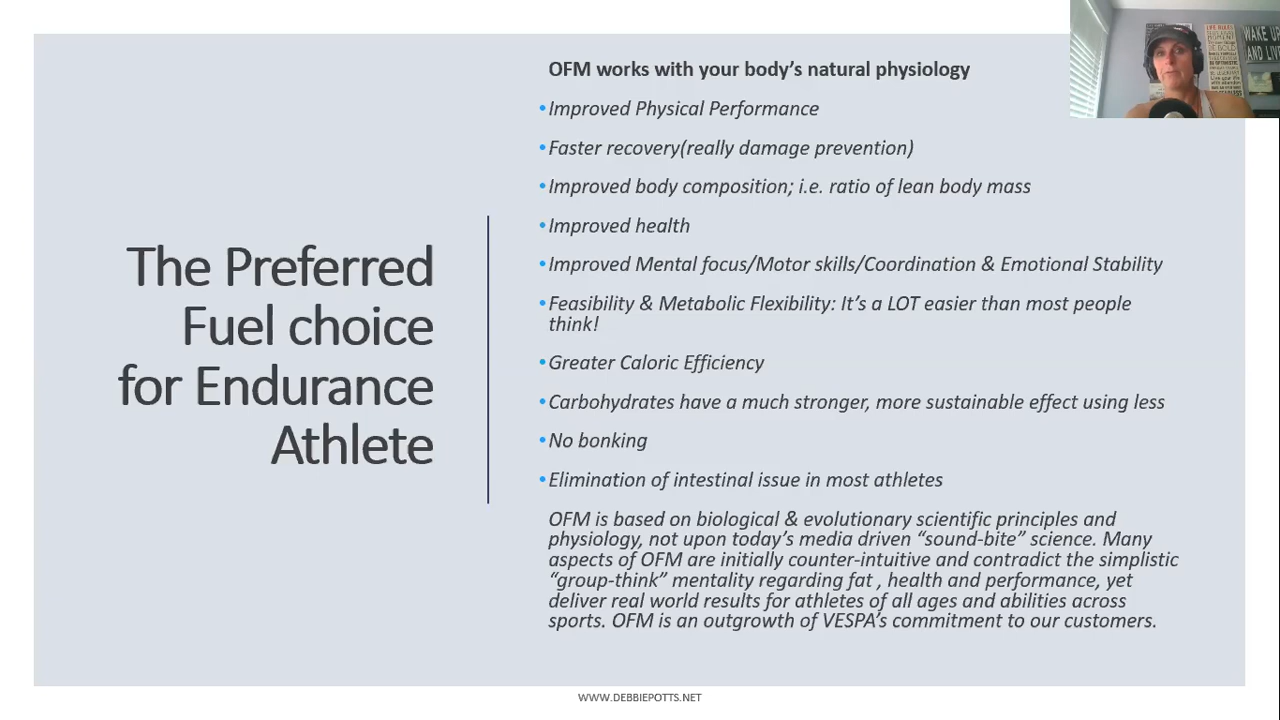 OFM works with your body's natural physiology
•Improved Physical Performance
•Faster recovery(really damage prevention)
•Improved body composition; i.e. ratio of lean body mass
•Improved health
•Improved Mental focus/Motor skills/Coordination & Emotional Stability
•Feasibility & Metabolic Flexibility: It's a LOT easier than most people
think!
•Greater Caloric Efficiency
•Carbohydrates have a much stronger, more sustainable effect using less
•No bonking
•Elimination of intestinal issue in most athletes
OFM is based on biological & evolutionary scientific principles and
physiology, not upon today's media driven “sound-bite” science. Many
aspects of OFM are initially counter-intuitive and contradict the simplistic
“group-think” mentality regarding fat , health and performance, yet
deliver real world results for athletes of all ages and abilities across
sports. OFM is an outgrowth of VESPA's commitment to our customers.
The Preferred
Fuel choice
for Endurance
Athlete
WWW.DEBBIEPOTTS.NET
WAKE UP
AND LIVE